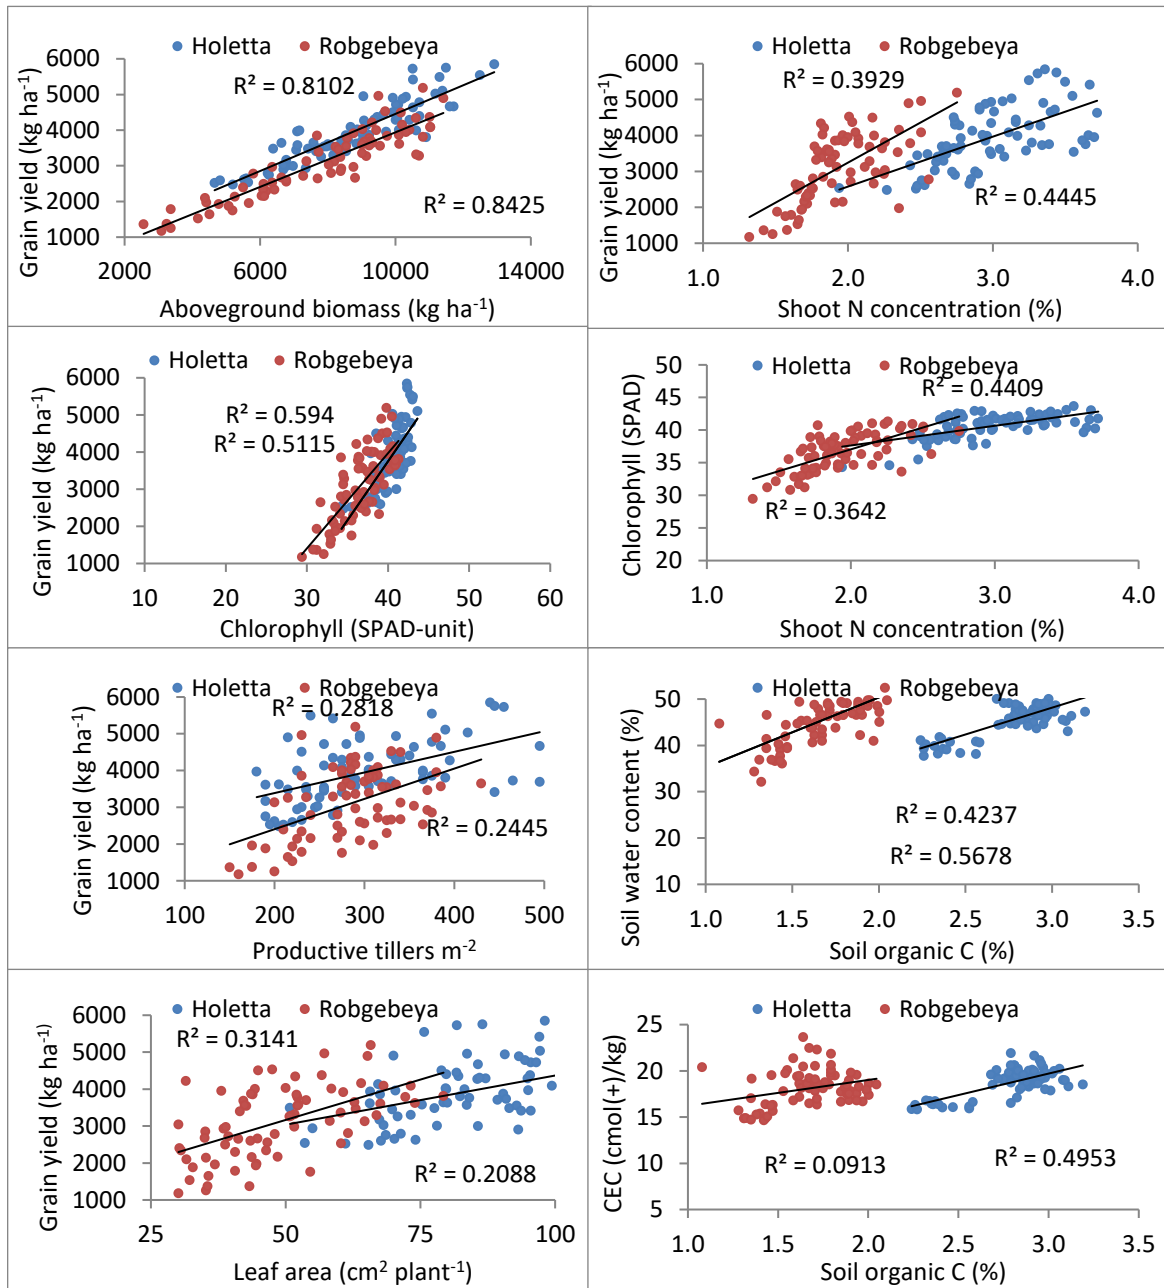 Holetta Robgebeya
R² = 0.8102
R² = 0.8425
Grain yield (kg ha⁻¹)
6000
5000
4000
3000
2000
1000
2000 6000 10000 14000
Aboveground biomass (kg ha⁻¹)
Holetta Robgebeya
R² = 0.3929
R² = 0.4445
Grain yield (kg ha⁻¹)
6000
5000
4000
3000
2000
1000
1.0 2.0 3.0 4.0
Shoot N concentration (%)
Holetta Robgebeya
R² = 0.594
R² = 0.5115
Grain yield (kg ha⁻¹)
6000
5000
4000
3000
2000
1000
10 20 30 40 50 60
Chlorophyll (SPAD-unit)
Holetta Robgebeya
R² = 0.4409
R² = 0.3642
Chlorophyll (SPAD)
50
45
40
35
30
25
20
1.0 2.0 3.0 4.0
Shoot N concentration (%)
Holetta Robgebeya
R² = 0.2818
R² = 0.2445
Grain yield (kg ha⁻¹)
6000
5000
4000
3000
2000
1000
100 200 300 400 500
Productive tillers m⁻²
Holetta Robgebeya
R² = 0.4237
R² = 0.5678
Soil water content (%)
50
40
30
20
10
1.0 1.5 2.0 2.5 3.0 3.5
Soil organic C (%)
Holetta Robgebeya
R² = 0.3141
R² = 0.2088
Grain yield (kg ha⁻¹)
6000
5000
4000
3000
2000
1000
25 50 75 100
Leaf area (cm² plant⁻¹)
Holetta Robgebeya
R² = 0.0913
R² = 0.4953
CEC (cmol(+)/kg)
25
20
15
10
5
1.0 1.5 2.0 2.5 3.0 3.5
Soil organic C (%)